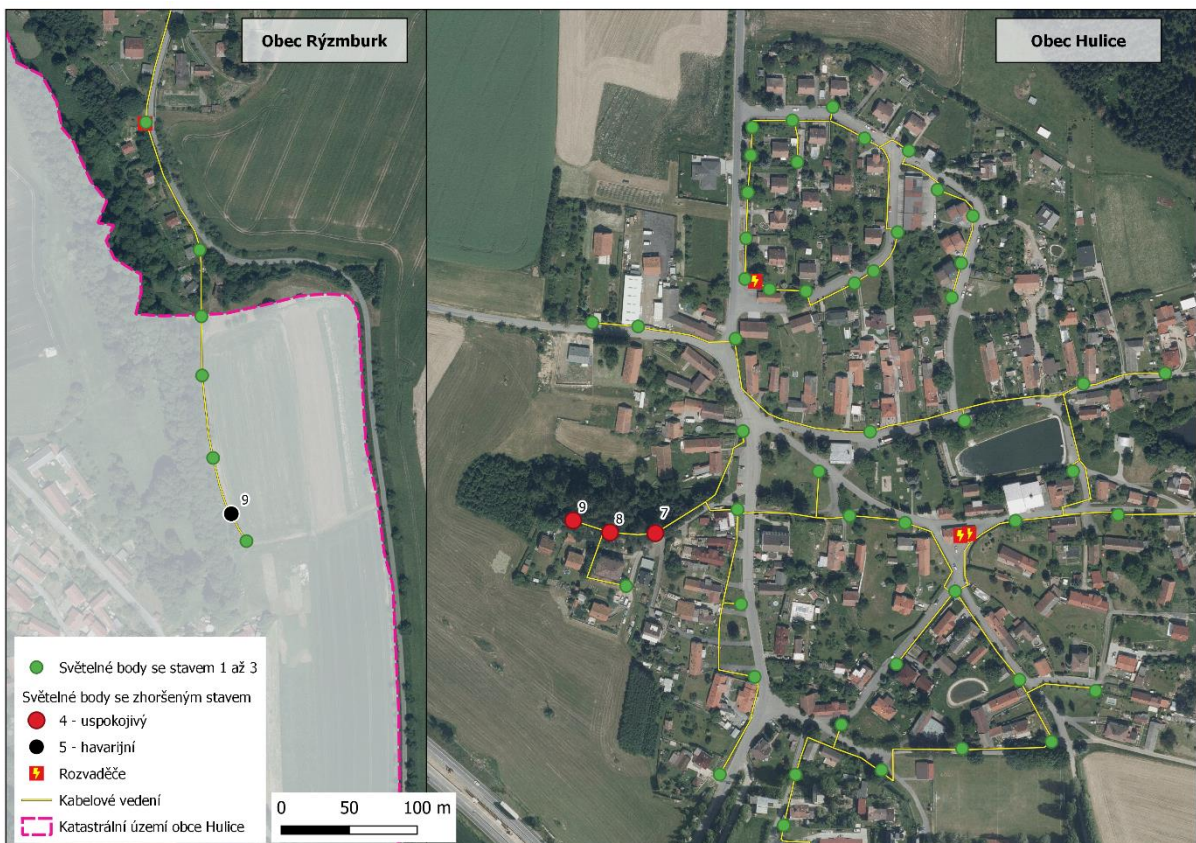 Obec Rýzmburk
Obec Hulice
9
9
8
7
Světelné body se stavem 1 až 3
Světelné body se zhoršeným stavem
4 - uspokojivý
5 - havarijní
Rozvaděče
Kabelové vedení
Katastrální území obce Hulice
0 50 100 m